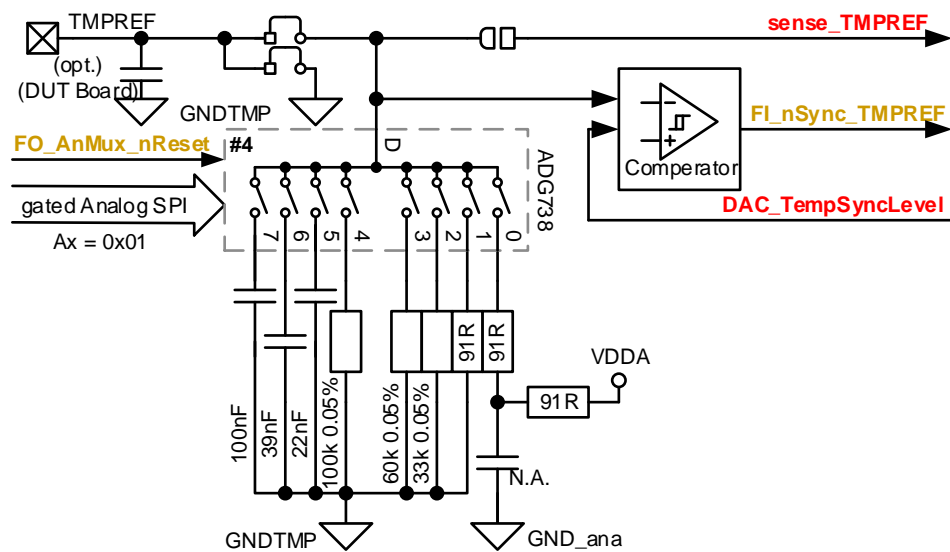 TMPREF
sense_TMPREF
(opt.)
(DUT Board)
GNDTMP
FO_AnMux_nReset
#4
D
ADG738
FI_nSync_TMPREF
Comperator
gated Analog SPI
DAC_TempSyncLevel
Ax = 0x01
7
6
5
4
3
2
1
0
100nF
39nF
22nF
100k 0.05%
60k 0.05%
33k 0.05%
91R
91R
VDDA
91R
N.A.
GNDTMP
GND_ana